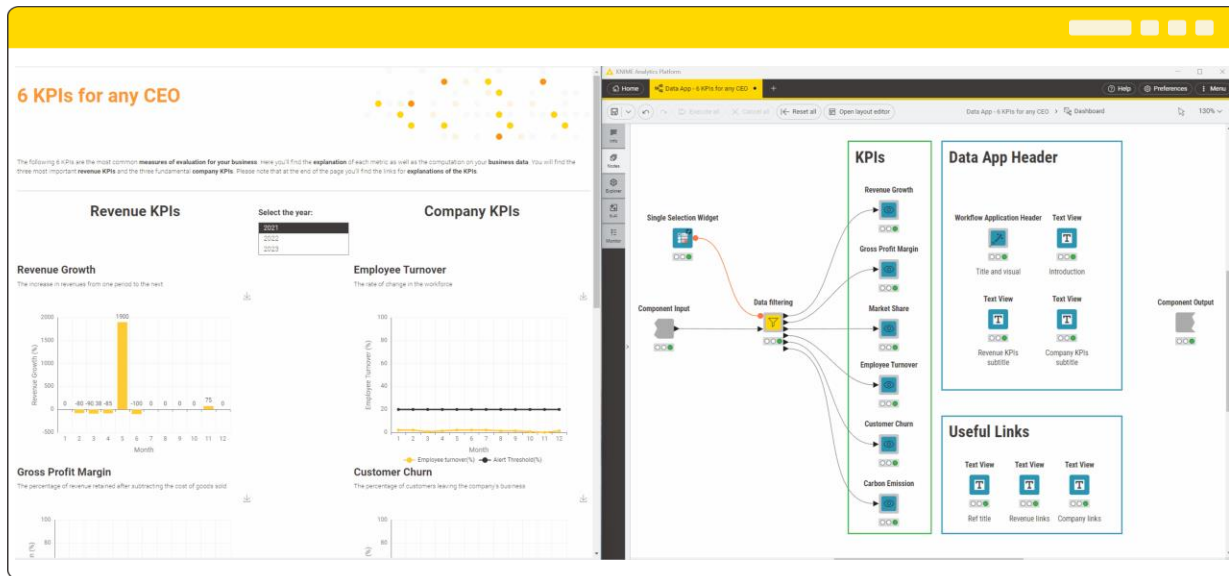 6 KPIs for any CEO
The following 6 KPIs are the most common measures of evaluation for your business. Here you'll find the explanation of each metric as well as the computation on your business data. You will find the
three most important revenue KPIs and the three fundamental company KPIs. Please note that at the end of the page you'll find the links for explanations of the KPIs
Revenue KPIs
Select the year:
2021
2022
2023
Company KPIs
Revenue Growth
The increase in revenues from one period to the next
Revenue Growth (%)
2000
1500
1000
500
0
-500
0 -80 -90 38 -85 1900 -100 0 0 0 0 75 0
1 2 3 4 5 6 7 8 9 10 11 12
Month
Employee Turnover
The rate of change in the workforce
Employee Turnover (%)
100
80
60
40
20
0
1 2 3 4 5 6 7 8 9 10 11 12
Month
Employee turnover(%) Alert Threshold(%)
Gross Profit Margin
The percentage of revenue retained after subtracting the cost of goods sold
100
80
Customer Churn
The percentage of customers leaving the company's business
100
80
(%)
KNIME Analytics Platform
Home
Data App - 6 KPIs for any CEO
+
Help
Preferences
Menu
Execute all
Cancel all
Reset all
Open layout editor
Data App - 6 KPIs for any CEO > Dashboard
130%
Info
Nodes
Explorer
K-AI
Monitor
KPIs
Revenue Growth
Gross Profit Margin
Market Share
Employee Turnover
Customer Churn
Carbon Emission
Single Selection Widget
Component Input
Data filtering
Data App Header
Workflow Application Header
Title and visual
Text View
T
Introduction
Text View
T
Revenue KPIs
subtitle
Text View
T
Company KPIs
subtitle
Component Output
Useful Links
Text View
T
Ref title
Text View
T
Revenue links
Text View
T
Company links